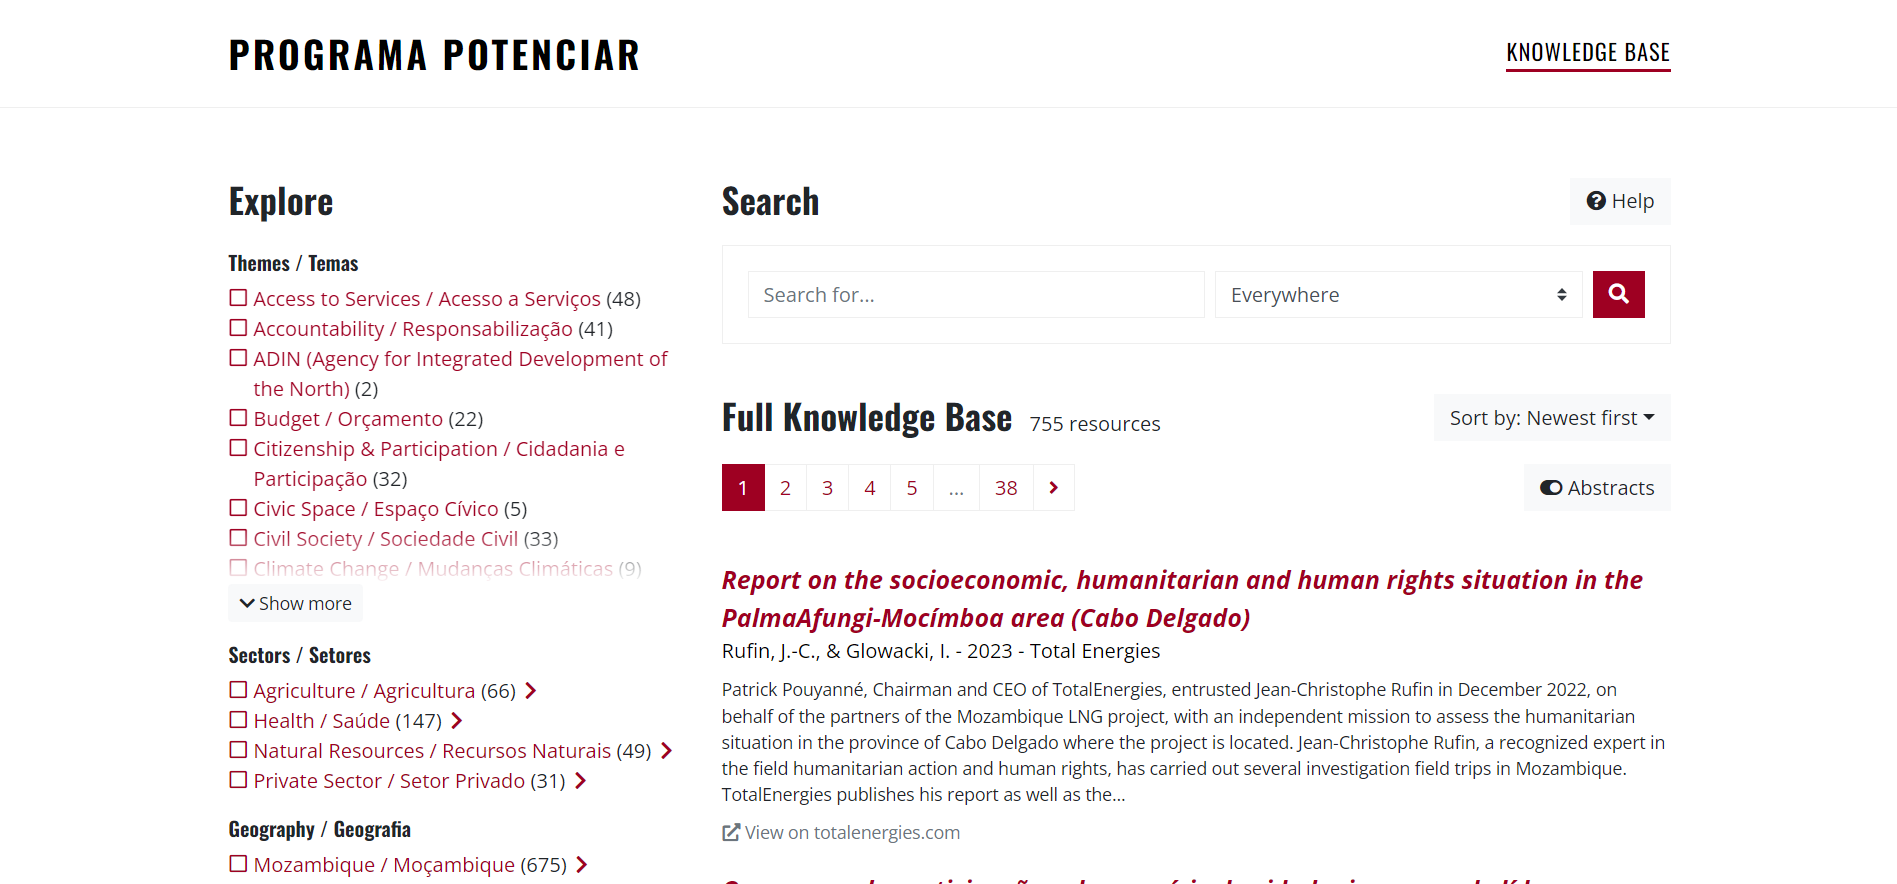 PROGRAMA POTENCIAR
KNOWLEDGE BASE
Explore
Themes / Temas
Access to Services / Acesso a Serviços (48)
Accountability / Responsabilização (41)
ADIN (Agency for Integrated Development of
the North) (2)
Budget / Orçamento (22)
Citizenship & Participation / Cidadania e
Participação (32)
Civic Space / Espaço Cívico (5)
Civil Society / Sociedade Civil (33)
Climate Change / Mudanças Climáticas (9)
Show more
Sectors / Setores
Agriculture / Agricultura (66)
Health / Saúde (147)
Natural Resources / Recursos Naturais (49)
Private Sector / Setor Privado (31)
Geography / Geografia
Mozambique / Moçambique (675)
Search
Help
Search for...
Everywhere
Full Knowledge Base 755 resources
Sort by: Newest first
1 2 3 4 5 ... 38
Abstracts
Report on the socioeconomic, humanitarian and human rights situation in the
PalmaAfungi-Mocímboa area (Cabo Delgado)
Rufin, J.-C., & Glowacki, I. - 2023 - Total Energies
Patrick Pouyanné, Chairman and CEO of TotalEnergies, entrusted Jean-Christophe Rufin in December 2022, on
behalf of the partners of the Mozambique LNG project, with an independent mission to assess the humanitarian
situation in the province of Cabo Delgado where the project is located. Jean-Christophe Rufin, a recognized expert in
the field humanitarian action and human rights, has carried out several investigation field trips in Mozambique.
TotalEnergies publishes his report as well as the...
View on totalenergies.com